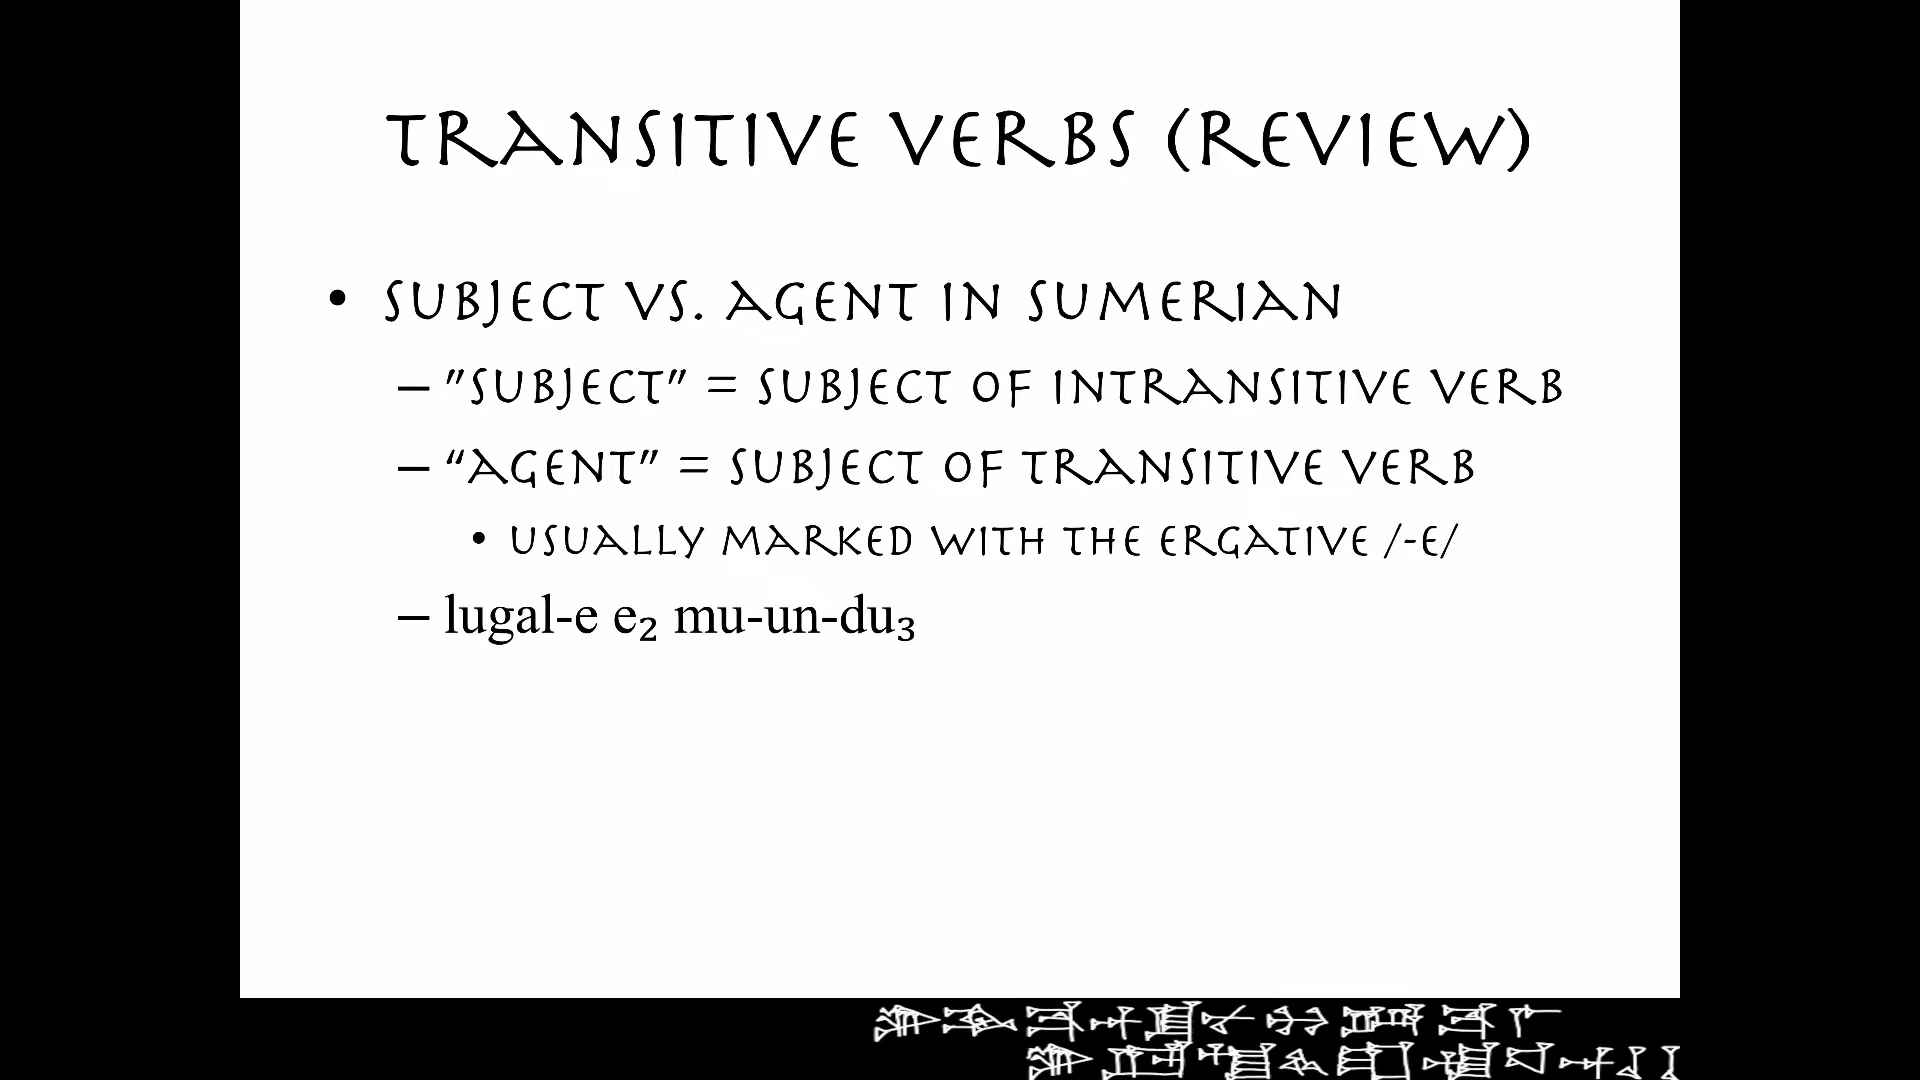 TRANSITIVE VERBS (REVIEW)
• SUBJECT VS. AGENT IN SUMERIAN
– ”SUBJECT” = SUBJECT OF INTRANSITIVE VERB
– “AGENT” = SUBJECT OF TRANSITIVE VERB
• USUALLY MARKED WITH THE ERGATIVE /-E/
– lugal-e e₂ mu-un-du₃